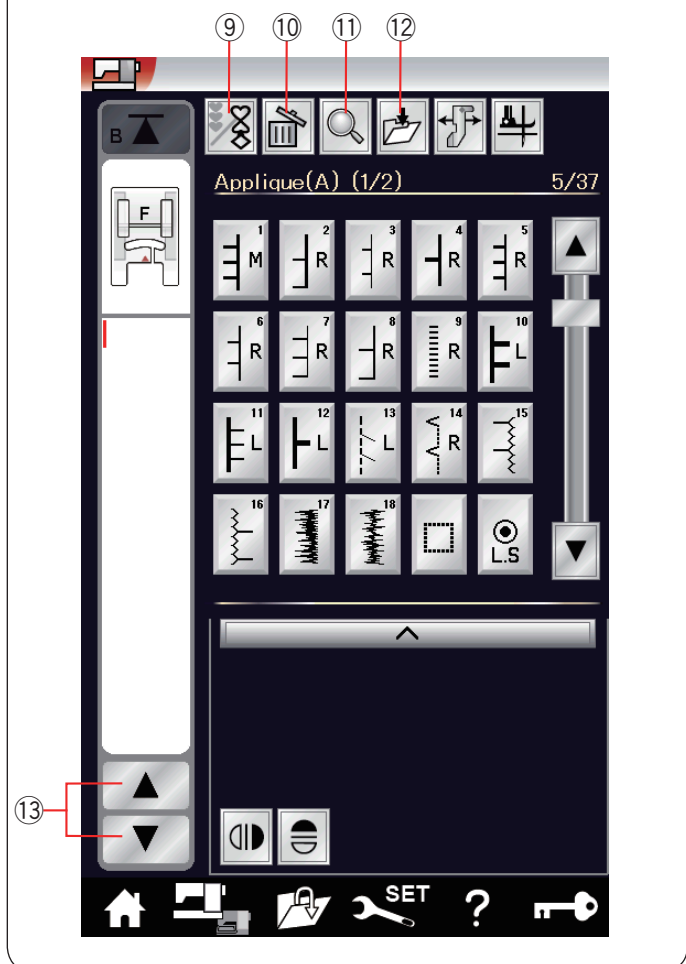 ⑨ ⑩ ⑪ ⑫
B
Applique(A) (1/2) 5/37
F
1 M 2 R 3 R 4 R 5 R
6 R 7 R 8 R 9 R 10 L
11 L 12 L 13 L 14 R 15
16 17 18 L.S
⑬
SET ?